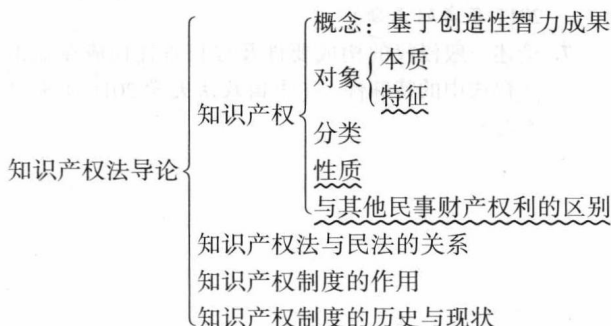 概念：基于创造性智力成果
对象
本质
特征
知识产权
分类
性质
与其他民事财产权利的区别
知识产权法导论
知识产权法与民法的关系
知识产权制度的作用
知识产权制度的历史与现状